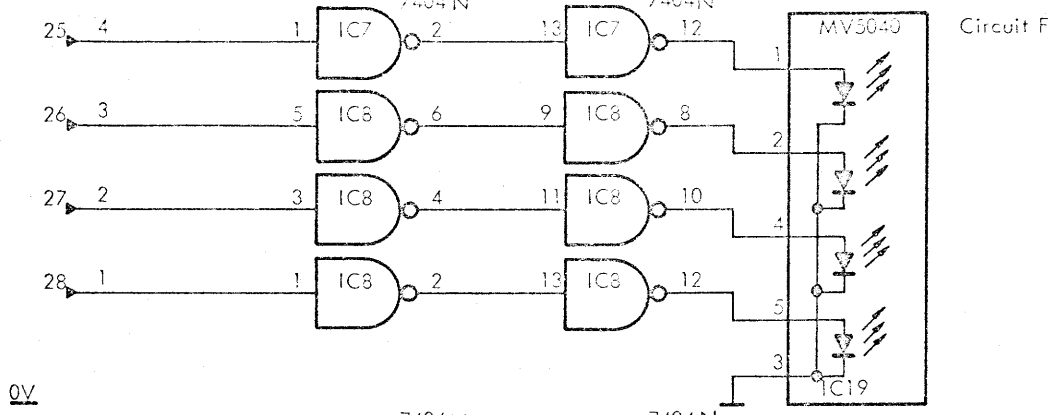 7404N 7404N
25 4 1 IC7 2 13 IC7 12 MV5040 Circuit F
1
26 3 5 IC8 6 9 IC8 8
2
27 2 3 IC8 4 11 IC8 10
4
28 1 1 IC8 2 13 IC8 12
5
3
0V IC19